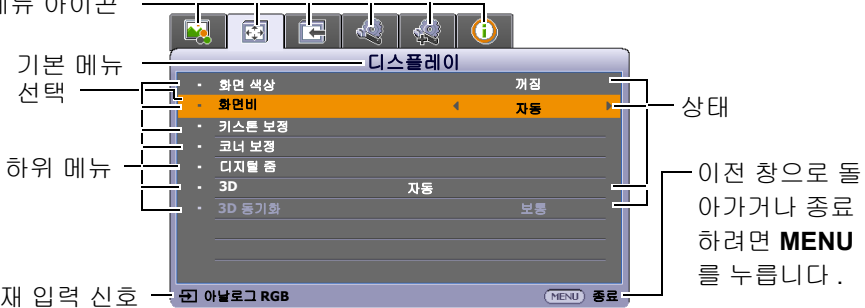 메뉴 아이콘
기본 메뉴
디스플레이
선택
화면 색상 꺼짐
화면비 자동
상태
키스톤 보정
코너 보정
하위 메뉴
디지털 줌
3D 자동
3D 동기화 보통
이전 창으로 돌
아가거나 종료
하려면 MENU
를 누릅니다 .
재 입력 신호
아날로그 RGB
MENU 종료